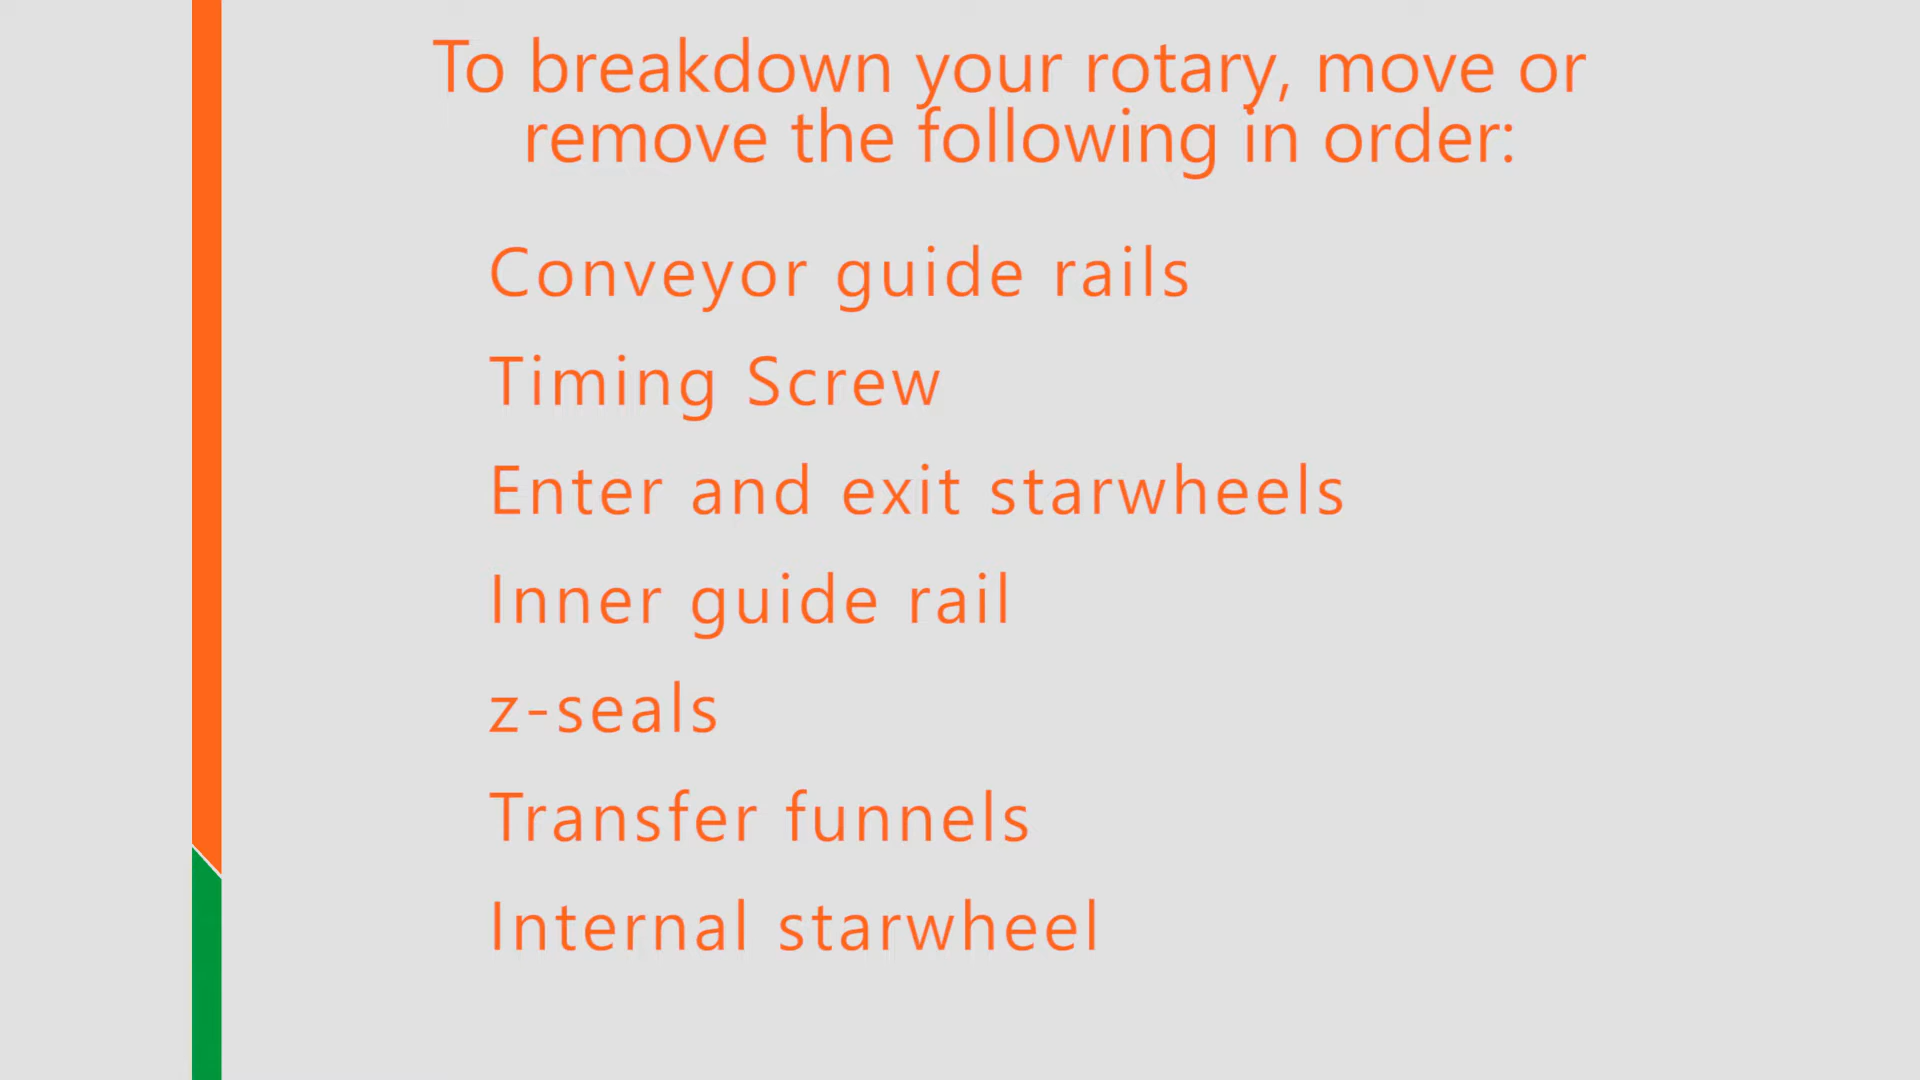 To breakdown your rotary, move or
remove the following in order:
Conveyor guide rails
Timing Screw
Enter and exit starwheels
Inner guide rail
z-seals
Transfer funnels
Internal starwheel